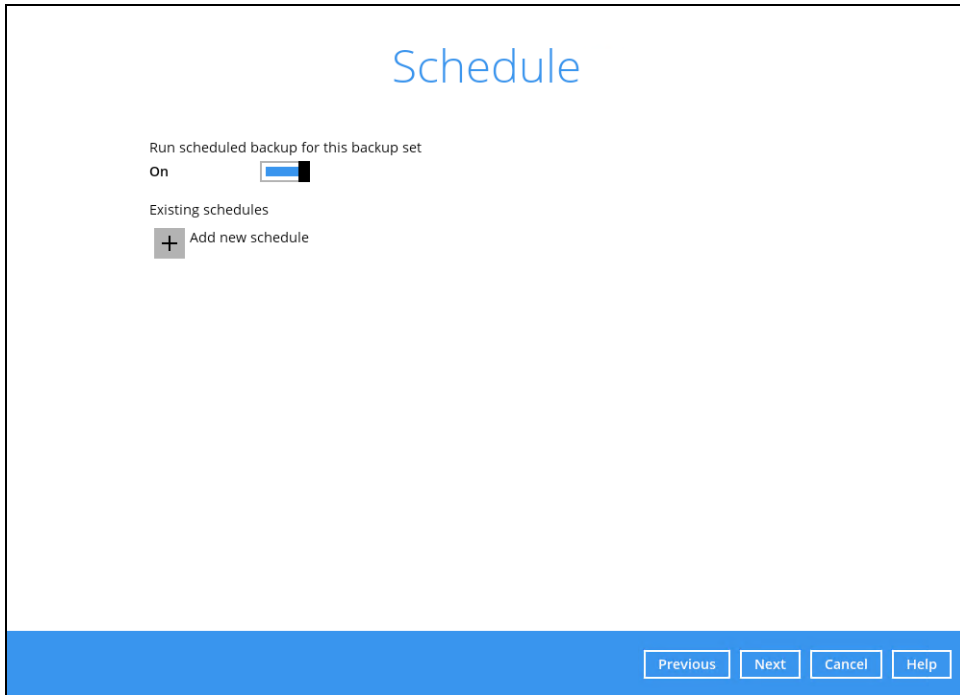 Schedule
Run scheduled backup for this backup set
On
Existing schedules
Add new schedule
Previous
Next
Cancel
Help